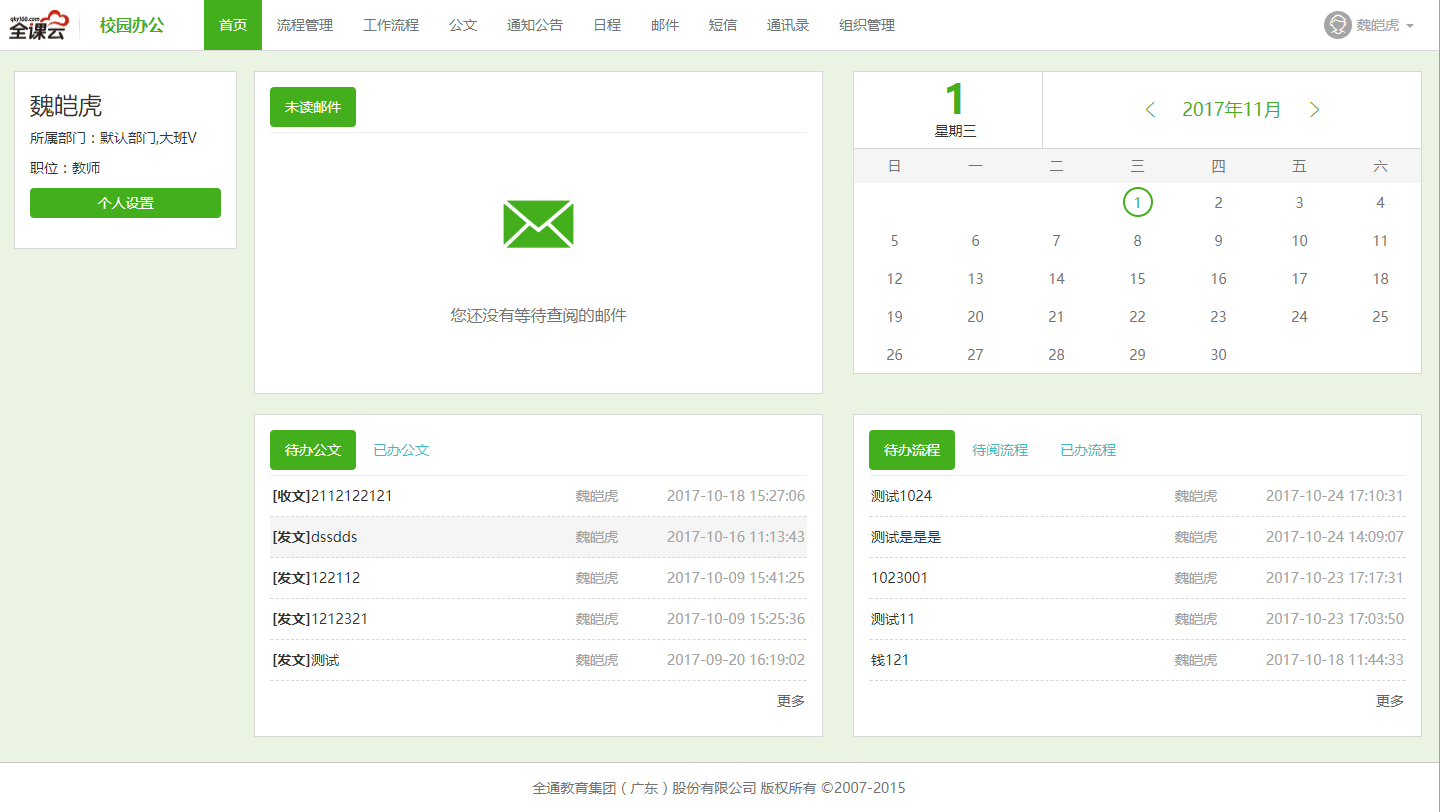 qky100.com
全课云
校园办公
首页 流程管理 工作流程 公文 通知公告 日程 邮件 短信 通讯录 组织管理
魏皑虎
魏皑虎
所属部门：默认部门,大班V
职位：教师
个人设置
未读邮件
您还没有等待查阅的邮件
1
星期三
2017年11月
日 一 二 三 四 五 六
1 2 3 4
5 6 7 8 9 10 11
12 13 14 15 16 17 18
19 20 21 22 23 24 25
26 27 28 29 30
待办公文 已办公文
[收文]2112122121 魏皑虎 2017-10-18 15:27:06
[发文]dssdds 魏皑虎 2017-10-16 11:13:43
[发文]122112 魏皑虎 2017-10-09 15:41:25
[发文]1212321 魏皑虎 2017-10-09 15:25:36
[发文]测试 魏皑虎 2017-09-20 16:19:02
更多
待办流程 待阅流程 已办流程
测试1024 魏皑虎 2017-10-24 17:10:31
测试是是是 魏皑虎 2017-10-24 14:09:07
1023001 魏皑虎 2017-10-23 17:17:31
测试11 魏皑虎 2017-10-23 17:03:50
钱121 魏皑虎 2017-10-18 11:44:33
更多
全通教育集团（广东）股份有限公司 版权所有 ©2007-2015